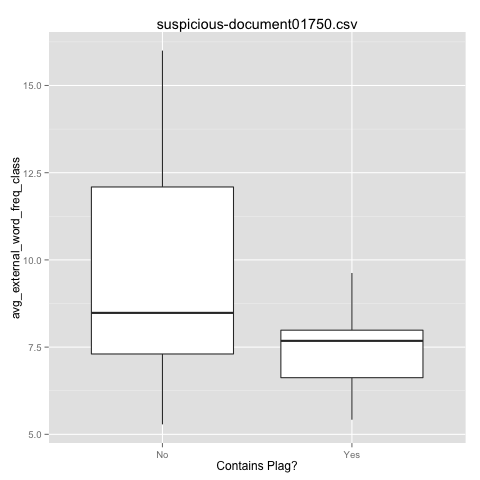 suspicious-document01750.csv
avg_external_word_freq_class
15.0
12.5
10.0
7.5
5.0
No Yes
Contains Plag?